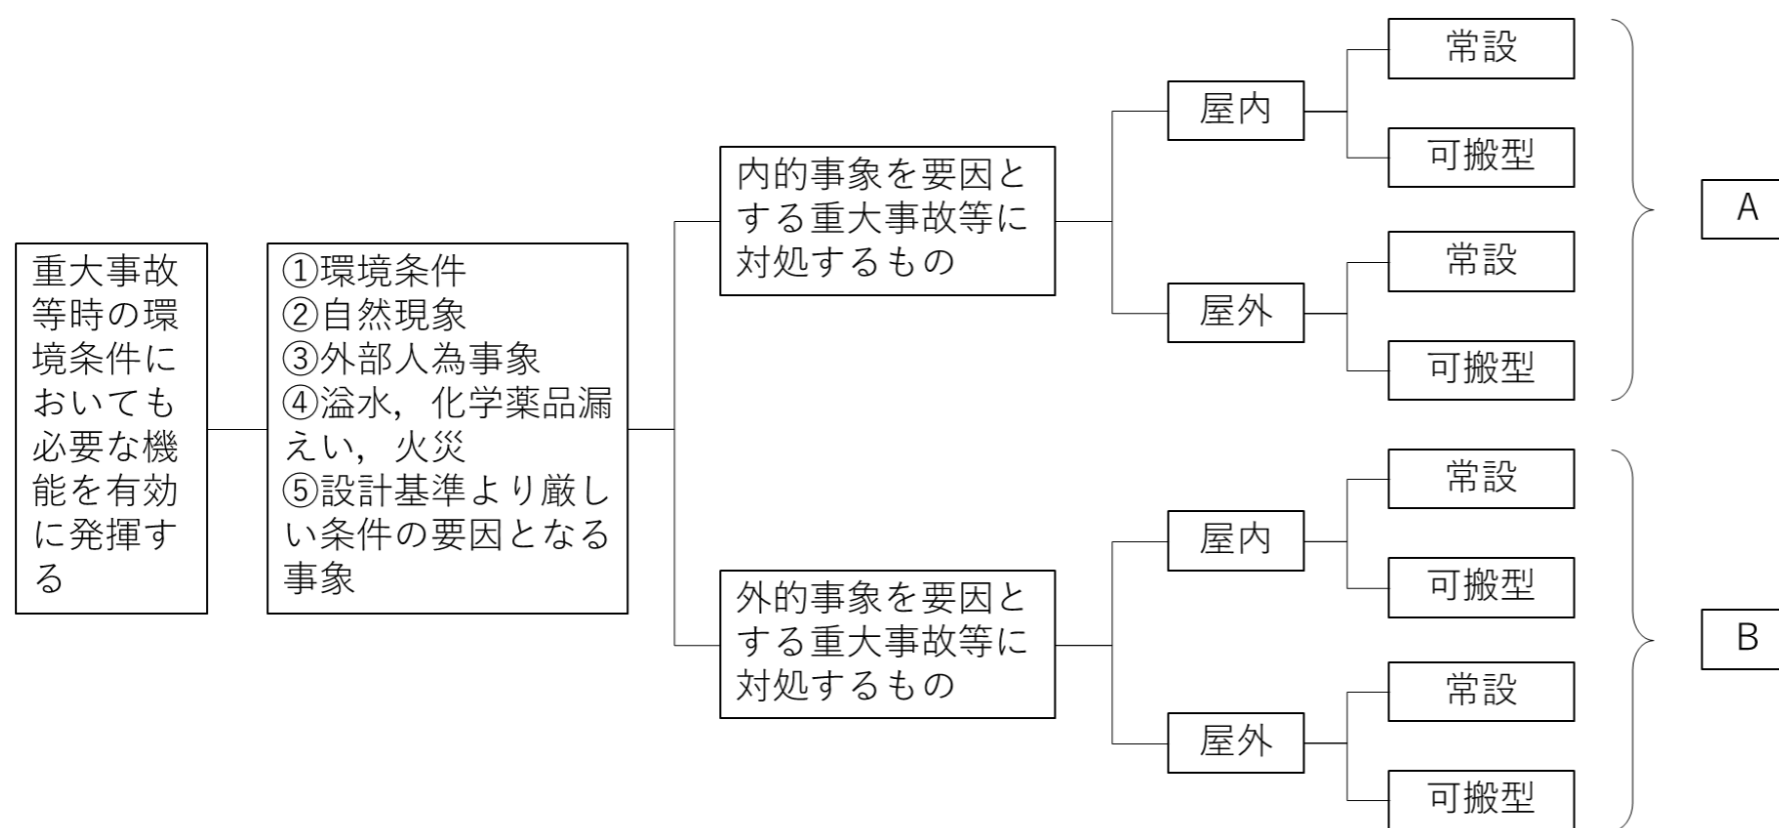 重大事故
等時の環
境条件に
おいても
必要な機
能を有効
に発揮す
る
①環境条件
②自然現象
③外部人為事象
④溢水，化学薬品漏
えい，火災
⑤設計基準より厳し
い条件の要因となる
事象
内的事象を要因と
する重大事故等に
対処するもの
屋内
常設
可搬型
屋外
常設
可搬型
A
外的事象を要因と
する重大事故等に
対処するもの
屋内
常設
可搬型
屋外
常設
可搬型
B